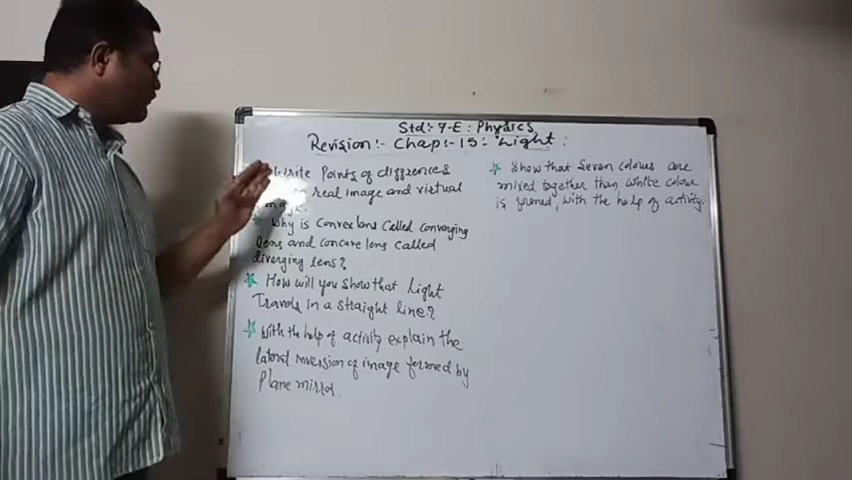 Std:- 7-E : Physics
Revision:- Chap:- 15: Light :
Write Points of differences
real image and virtual
Why is Convex lens Called converging
lens and concave lens called
diverging lens?
How will you show that Light
Travels in a straight line?
With the help of activity explain the
lateral inversion of image formed by
Plane mirror.
Show that Seven colours are
mixed together than white colour
is formed, with the help of activity.